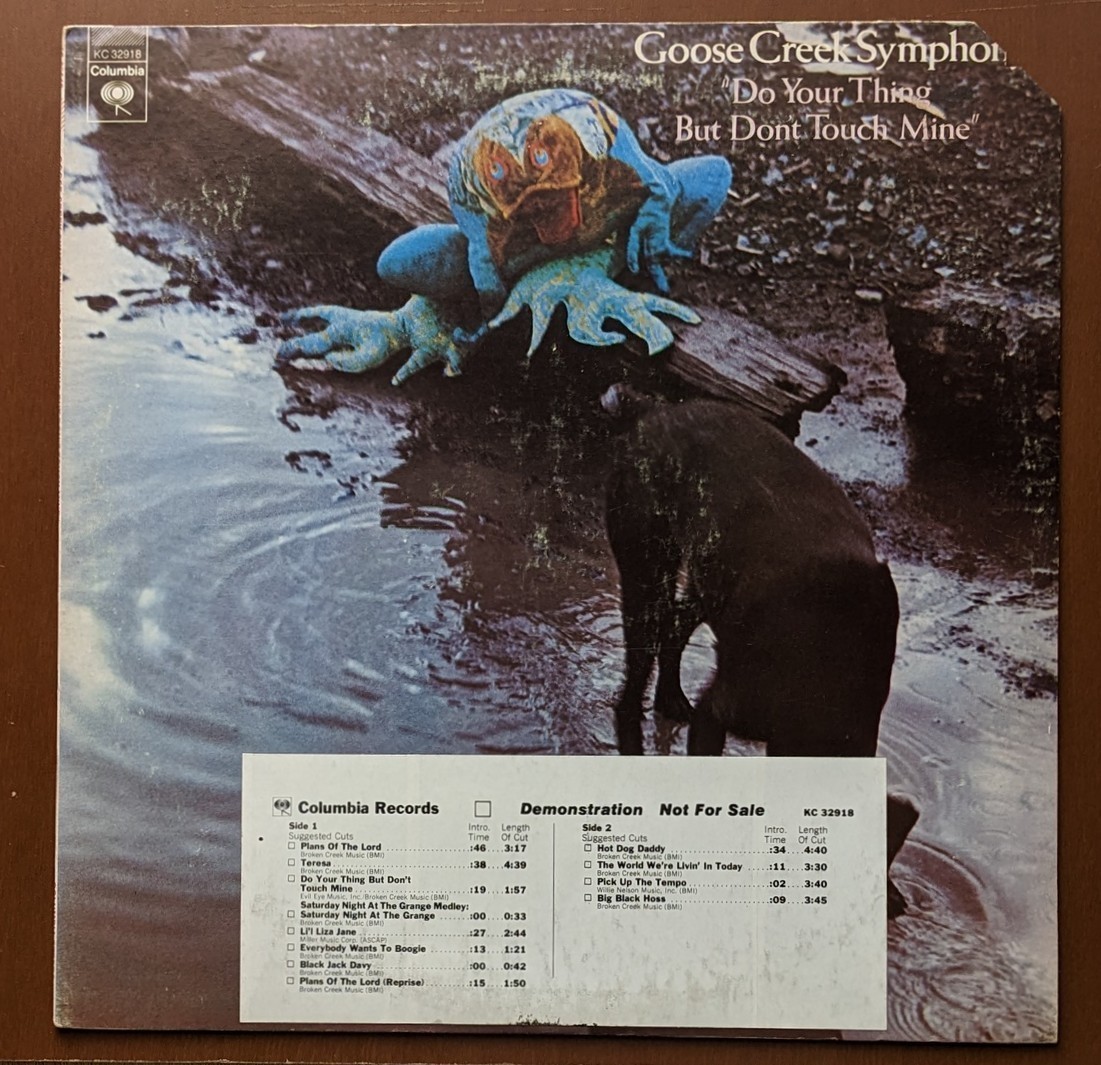 KC 32918
Columbia
Goose Creek Symphon
"Do Your Thing
But Don't Touch Mine"
Columbia Records Demonstration Not For Sale KC 32918
Side 1 Intro. Length
Suggested Cuts Time Of Cut
Plans Of The Lord :46 3:17
Broken Creek Music (BMI)
Teresa :38 4:39
Broken Creek Music (BMI)
Do Your Thing But Don't
Touch Mine :19 1:57
Evil Eye Music, Inc./Broken Creek Music (BMI)
Saturday Night At The Grange Medley:
Saturday Night At The Grange :00 0:33
Broken Creek Music (BMI)
Li'l Liza Jane :27 2:44
Miller Music Corp. (ASCAP)
Everybody Wants To Boogie :13 1:21
Broken Creek Music (BMI)
Black Jack Davy :00 0:42
Broken Creek Music (BMI)
Plans Of The Lord (Reprise) :15 1:50
Broken Creek Music (BMI)
Side 2 Intro. Length
Suggested Cuts Time Of Cut
Hot Dog Daddy :34 4:40
Broken Creek Music (BMI)
The World We're Livin' In Today :11 3:30
Broken Creek Music (BMI)
Pick Up The Tempo :02 3:40
Willie Nelson Music, Inc. (BMI)
Big Black Hoss :09 3:45
Broken Creek Music (BMI)